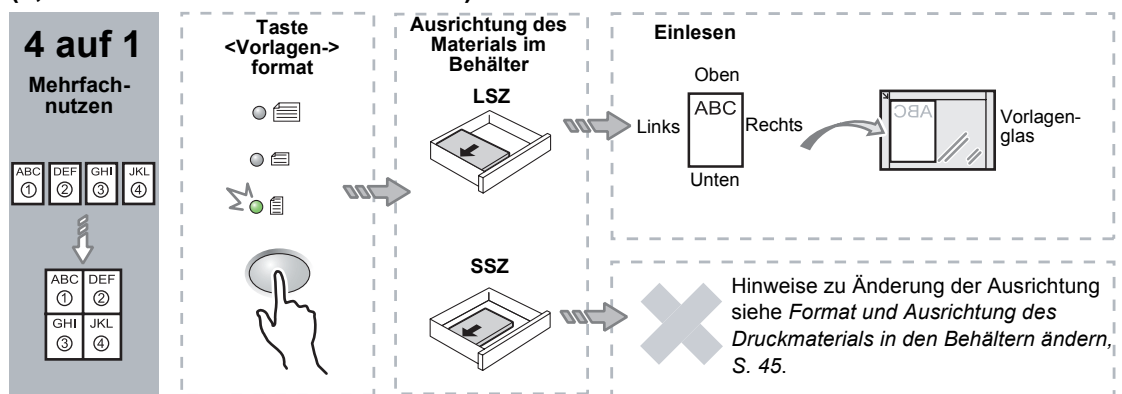 4 auf 1
Mehrfach-
nutzen
ABC DEF GHI JKL
① ② ③ ④
ABC DEF
① ②
GHI JKL
③ ④
Taste
<Vorlagen->
format
Ausrichtung des
Materials im
Behälter
LSZ
SSZ
Einlesen
Oben
ABC
Links
Rechts
Unten
ABC
Vorlagen-
glas
Hinweise zu Änderung der Ausrichtung
siehe Format und Ausrichtung des
Druckmaterials in den Behältern ändern,
S. 45.